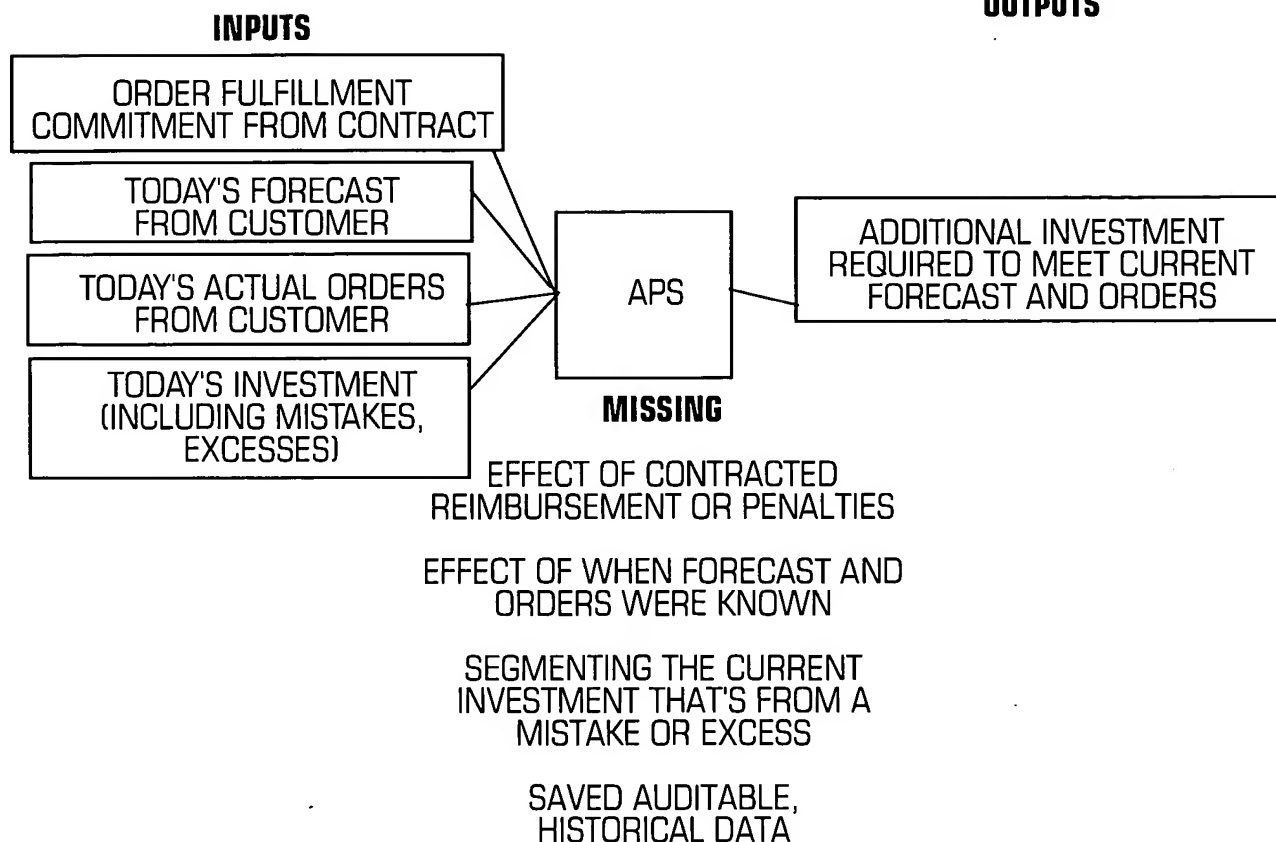 INPUTS
OUTPUTS
ORDER FULFILLMENT
COMMITMENT FROM CONTRACT
TODAY'S FORECAST
FROM CUSTOMER
TODAY'S ACTUAL ORDERS
FROM CUSTOMER
TODAY'S INVESTMENT
(INCLUDING MISTAKES,
EXCESSES)
APS
ADDITIONAL INVESTMENT
REQUIRED TO MEET CURRENT
FORECAST AND ORDERS
MISSING
EFFECT OF CONTRACTED
REIMBURSEMENT OR PENALTIES
EFFECT OF WHEN FORECAST AND
ORDERS WERE KNOWN
SEGMENTING THE CURRENT
INVESTMENT THAT'S FROM A
MISTAKE OR EXCESS
SAVED AUDITABLE,
HISTORICAL DATA